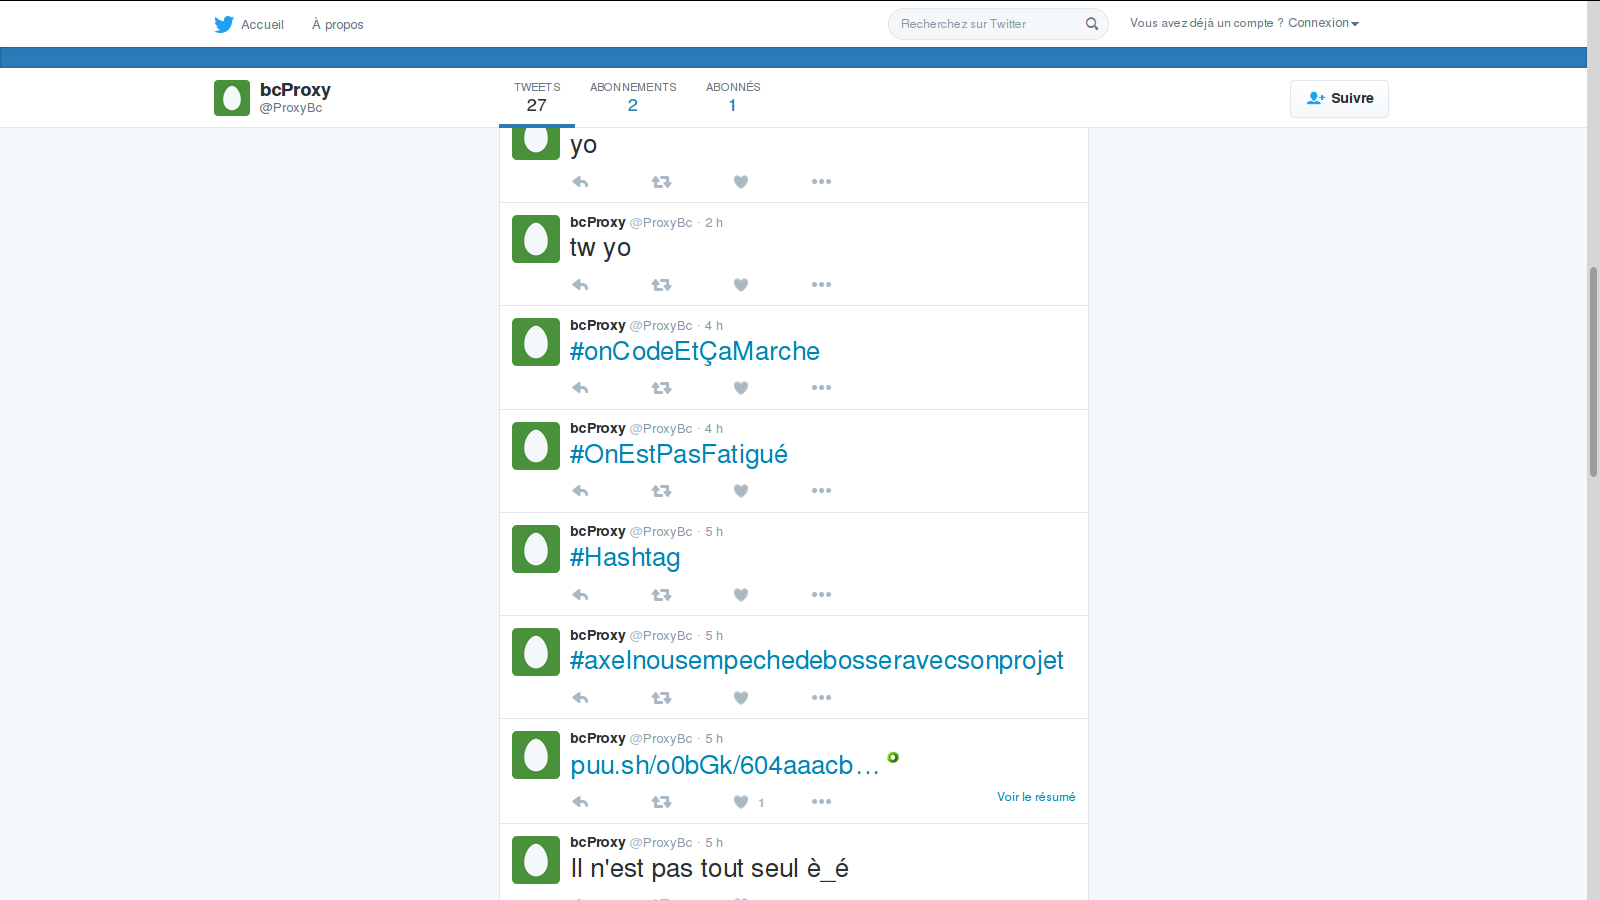 Accueil À propos Recherchez sur Twitter Vous avez déjà un compte ? Connexion
bcProxy
@ProxyBc
TWEETS ABONNEMENTS ABONNÉS
27 2 1
Suivre
yo
bcProxy @ProxyBc · 2 h
tw yo
bcProxy @ProxyBc · 4 h
#onCodeEtÇaMarche
bcProxy @ProxyBc · 4 h
#OnEstPasFatigué
bcProxy @ProxyBc · 5 h
#Hashtag
bcProxy @ProxyBc · 5 h
#axelnousempechedebosseravecsonprojet
bcProxy @ProxyBc · 5 h
puu.sh/o0bGk/604aaacb…
1
Voir le résumé
bcProxy @ProxyBc · 5 h
Il n'est pas tout seul è_é